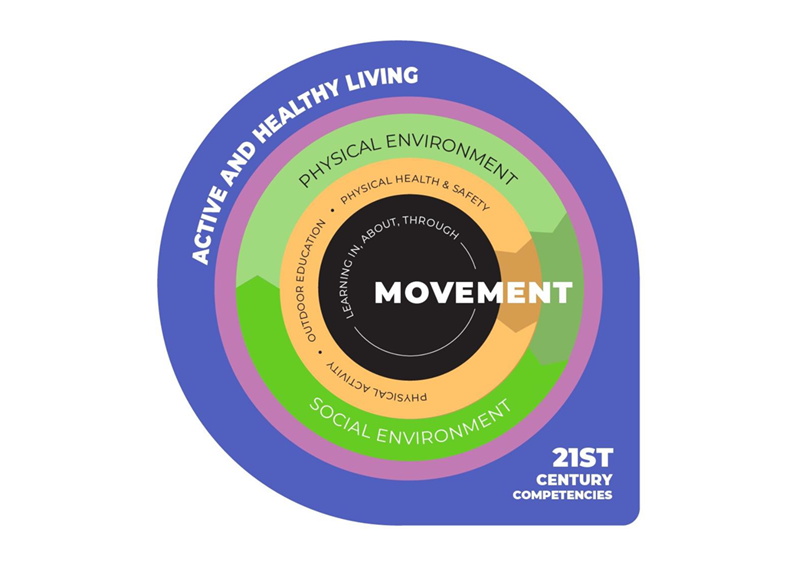 ACTIVE AND HEALTHY LIVING
PHYSICAL ENVIRONMENT
PHYSICAL HEALTH & SAFETY
OUTDOOR EDUCATION
PHYSICAL ACTIVITY
LEARNING IN, ABOUT, THROUGH
MOVEMENT
SOCIAL ENVIRONMENT
21ST
CENTURY
COMPETENCIES